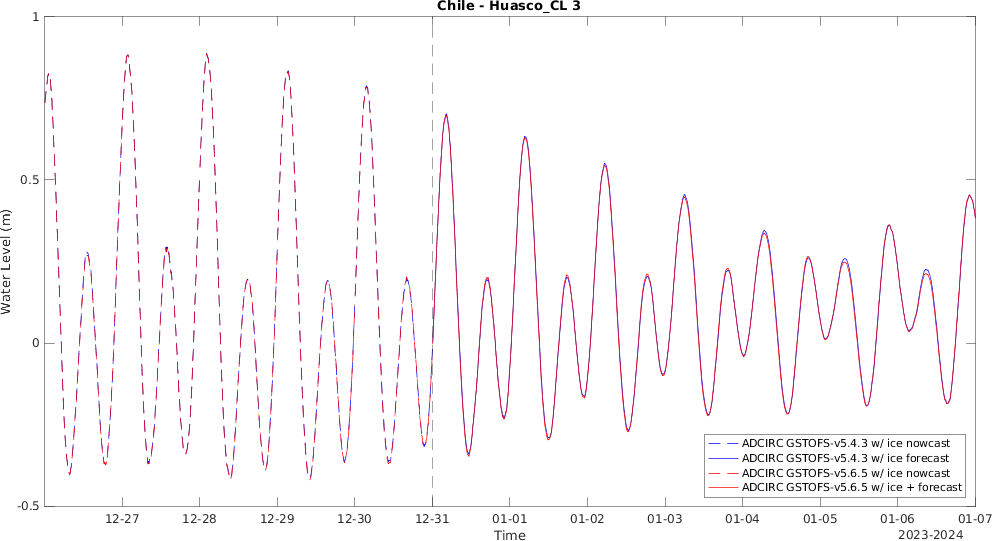 Chile - Huasco_CL 3
Water Level (m)
1
0.5
0
-0.5
ADCIRC GSTOFS-v5.4.3 w/ ice nowcast
ADCIRC GSTOFS-v5.4.3 w/ ice forecast
ADCIRC GSTOFS-v5.6.5 w/ ice nowcast
ADCIRC GSTOFS-v5.6.5 w/ ice + forecast
12-27 12-28 12-29 12-30 12-31 01-01 01-02 01-03 01-04 01-05 01-06 01-07
Time
2023-2024